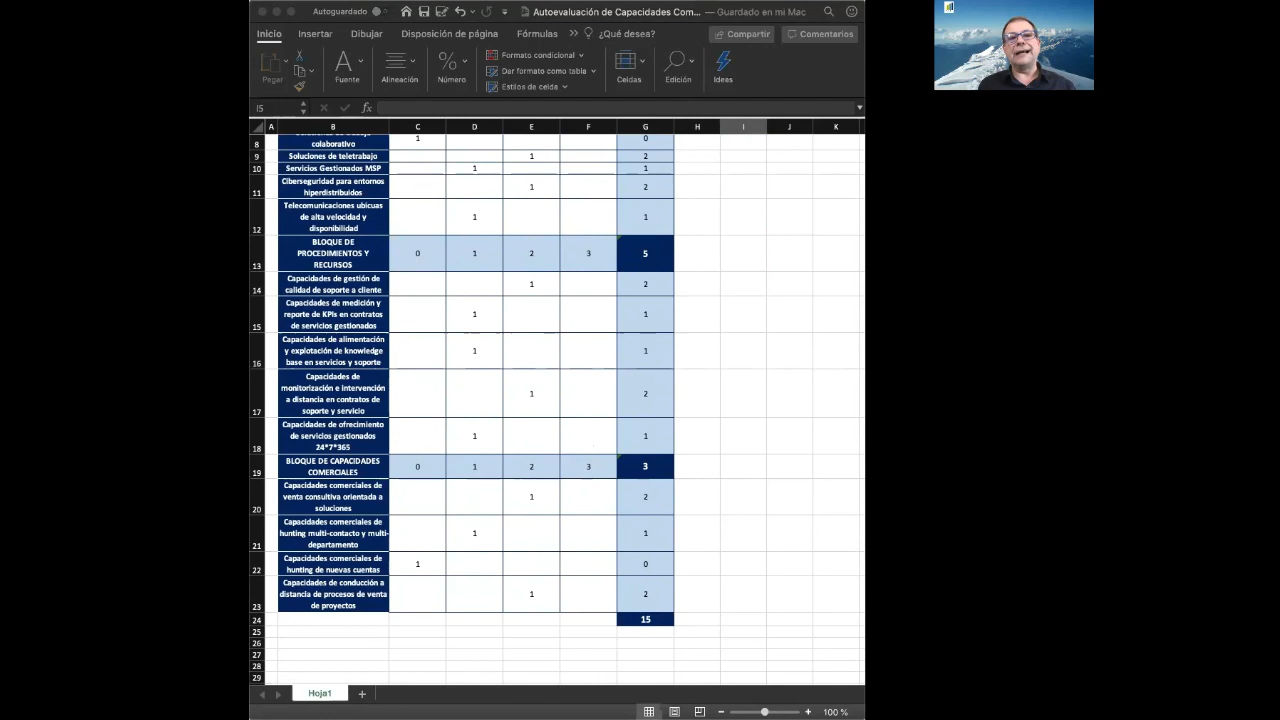 Autoguardado
Autoevaluación de Capacidades Com... — Guardado en mi Mac
Inicio Insertar Dibujar Disposición de página Fórmulas >> ¿Qué desea? Compartir Comentarios
Pegar Fuente Alineación Número Formato condicional Celdas Edición Ideas
Dar formato como tabla
Estilos de celda
I5 fx
A B C D E F G H I J K
colaborativo 1 0
8
9 Soluciones de teletrabajo 1 2
10 Servicios Gestionados MSP 1 1
Ciberseguridad para entornos
11 hiperdistribuidos 1 2
Telecomunicaciones ubicuas
de alta velocidad y 1 1
12 disponibilidad
BLOQUE DE
PROCEDIMIENTOS Y 0 1 2 3 5
13 RECURSOS
Capacidades de gestión de
14 calidad de soporte a cliente 1 2
Capacidades de medición y
reporte de KPIs en contratos 1 1
15 de servicios gestionados
Capacidades de alimentación
y explotación de knowledge 1 1
16 base en servicios y soporte
Capacidades de
monitorización e intervención
a distancia en contratos de 1 2
17 soporte y servicio
Capacidades de ofrecimiento
de servicios gestionados 1 1
18 24*7*365
BLOQUE DE CAPACIDADES
19 COMERCIALES 0 1 2 3 3
Capacidades comerciales de
venta consultiva orientada a 1 2
20 soluciones
Capacidades comerciales de
hunting multi-contacto y multi- 1 1
21 departamento
Capacidades comerciales de
22 hunting de nuevas cuentas 1 0
Capacidades de conducción a
distancia de procesos de venta 1 2
23 de proyectos
24 15
25
26
27
28
29
Hoja1 +
100 %